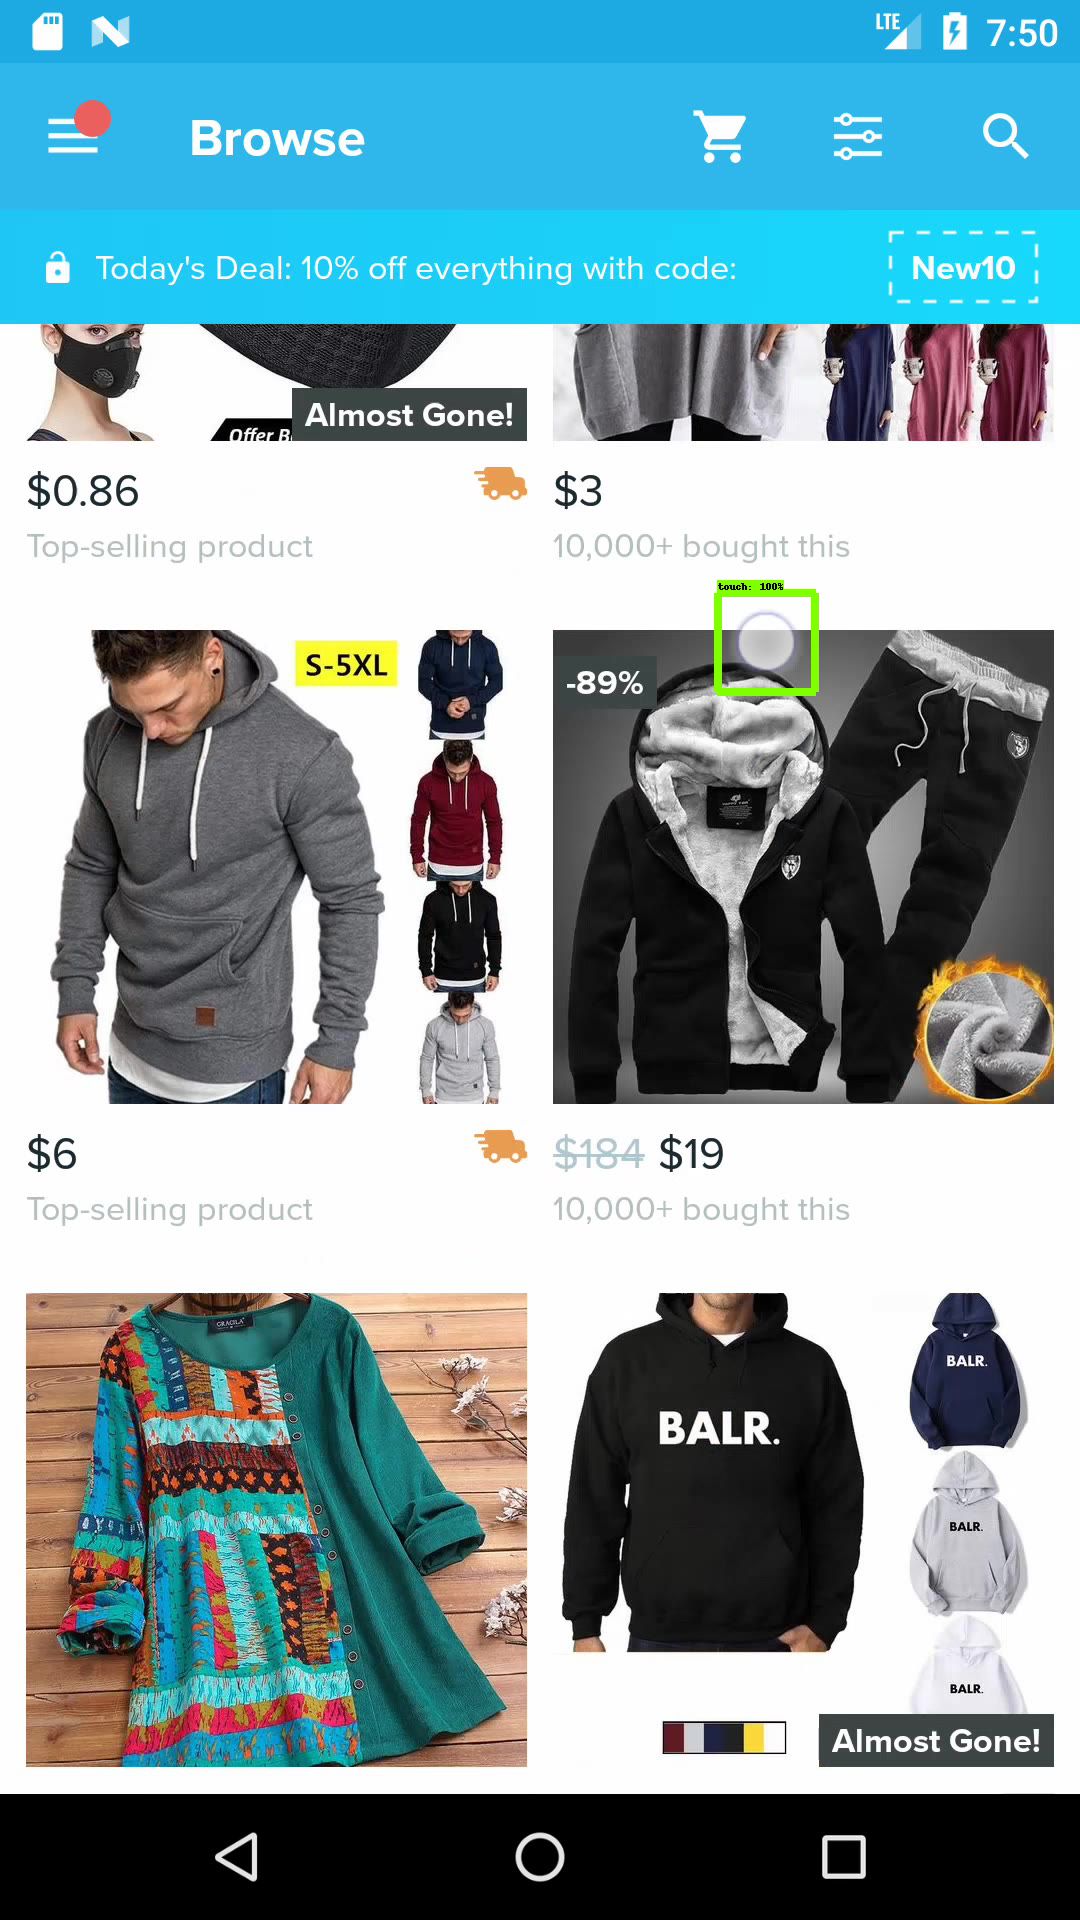 LTE 7:50
Browse
Today's Deal: 10% off everything with code: New10
Almost Gone!
Offer B
$0.86
Top-selling product
$3
10,000+ bought this
touch: 100%
S-5XL
-89%
$6
Top-selling product
$184 $19
10,000+ bought this
GRACILA
BALR.
BALR.
BALR.
BALR.
Almost Gone!